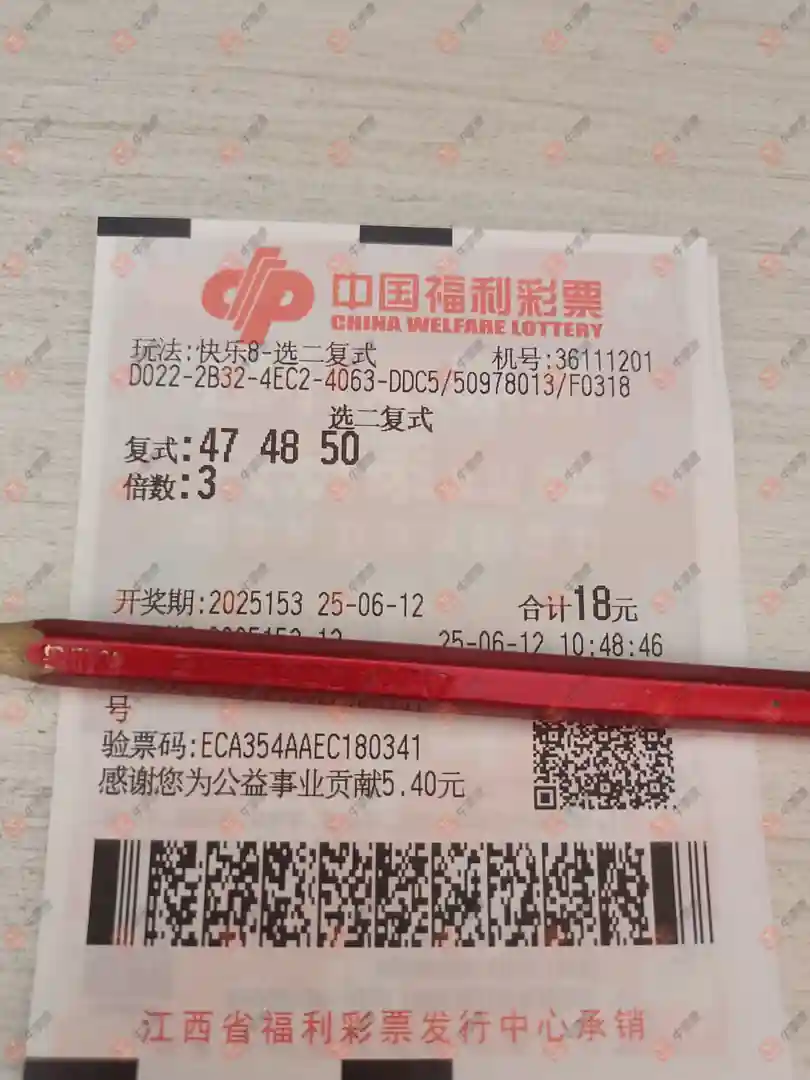 中国福利彩票
CHINA WELFARE LOTTERY
玩法:快乐8-选二复式 机号:36111201
D022-2B32-4EC2-4063-DDC5/50978013/F0318
选二复式
复式:47 48 50
倍数:3
开奖期:2025153 25-06-12 合计18元
25-06-12 10:48:46
号
验票码:ECA354AAEC180341
感谢您为公益事业贡献5.40元
江西省福利彩票发行中心承销